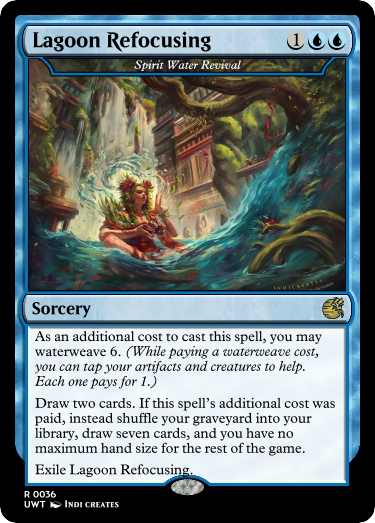 Lagoon Refocusing 1
Spirit Water Revival
INDICREATES
Sorcery
As an additional cost to cast this spell, you may
waterweave 6. (While paying a waterweave cost,
you can tap your artifacts and creatures to help.
Each one pays for 1.)
Draw two cards. If this spell's additional cost was
paid, instead shuffle your graveyard into your
library, draw seven cards, and you have no
maximum hand size for the rest of the game.
Exile Lagoon Refocusing.
R 0036
UWT INDI CREATES